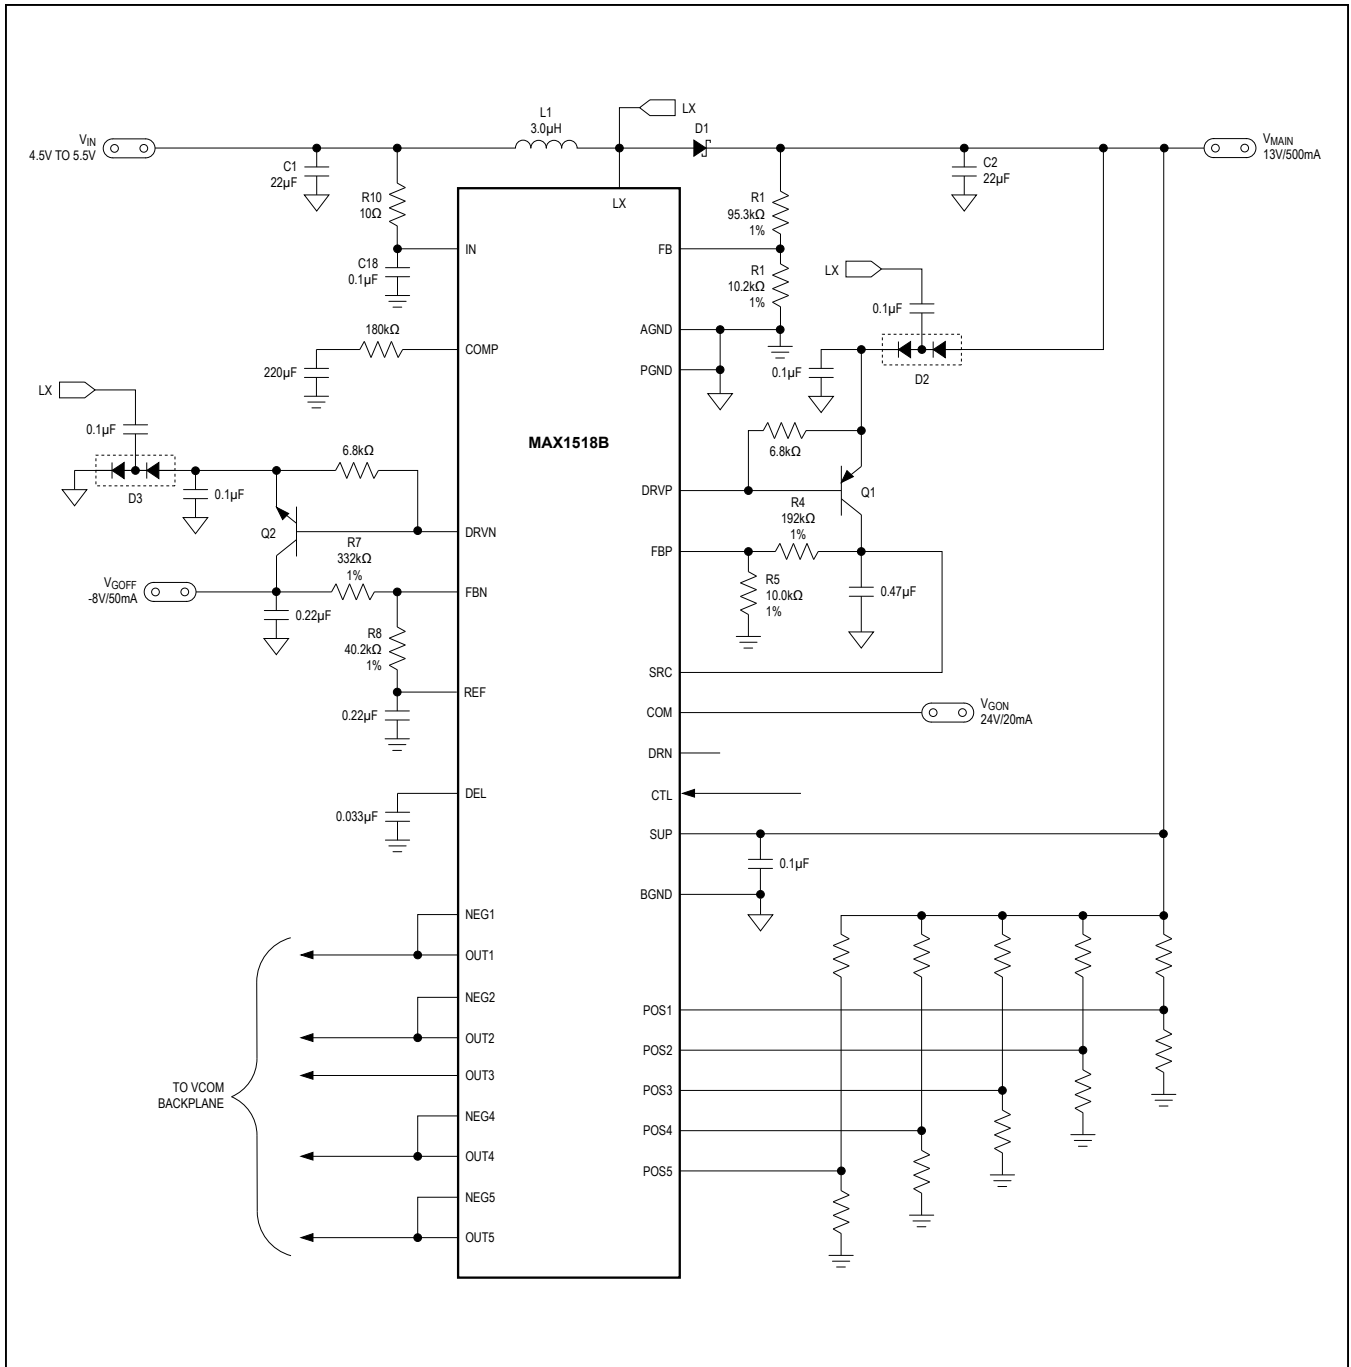 L1
3.0µH
LX
D1
V_IN
4.5V TO 5.5V
C1
22µF
R10
10Ω
C2
22µF
V_MAIN
13V/500mA
LX
R1
95.3kΩ
1%
IN
FB
C18
0.1µF
R1
10.2kΩ
1%
LX
0.1µF
180kΩ
COMP
AGND
PGND
0.1µF
D2
220µF
LX
0.1µF
MAX1518B
6.8kΩ
6.8kΩ
D3
0.1µF
DRVP
Q1
Q2
DRVN
R4
192kΩ
1%
R7
332kΩ
1%
FBP
V_GOFF
-8V/50mA
FBN
R5
10.0kΩ
1%
0.47µF
0.22µF
R8
40.2kΩ
1%
SRC
REF
0.22µF
COM
V_GON
24V/20mA
DRN
DEL
CTL
0.033µF
SUP
0.1µF
BGND
NEG1
OUT1
NEG2
POS1
OUT2
POS2
OUT3
TO VCOM
BACKPLANE
POS3
NEG4
POS4
OUT4
POS5
NEG5
OUT5